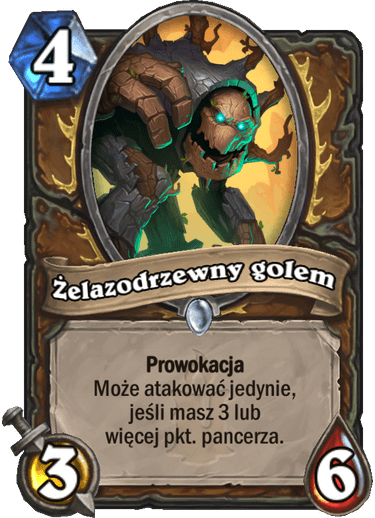 4
Żelazodrzewny golem
Prowokacja
Może atakować jedynie,
jeśli masz 3 lub
więcej pkt. pancerza.
3
6